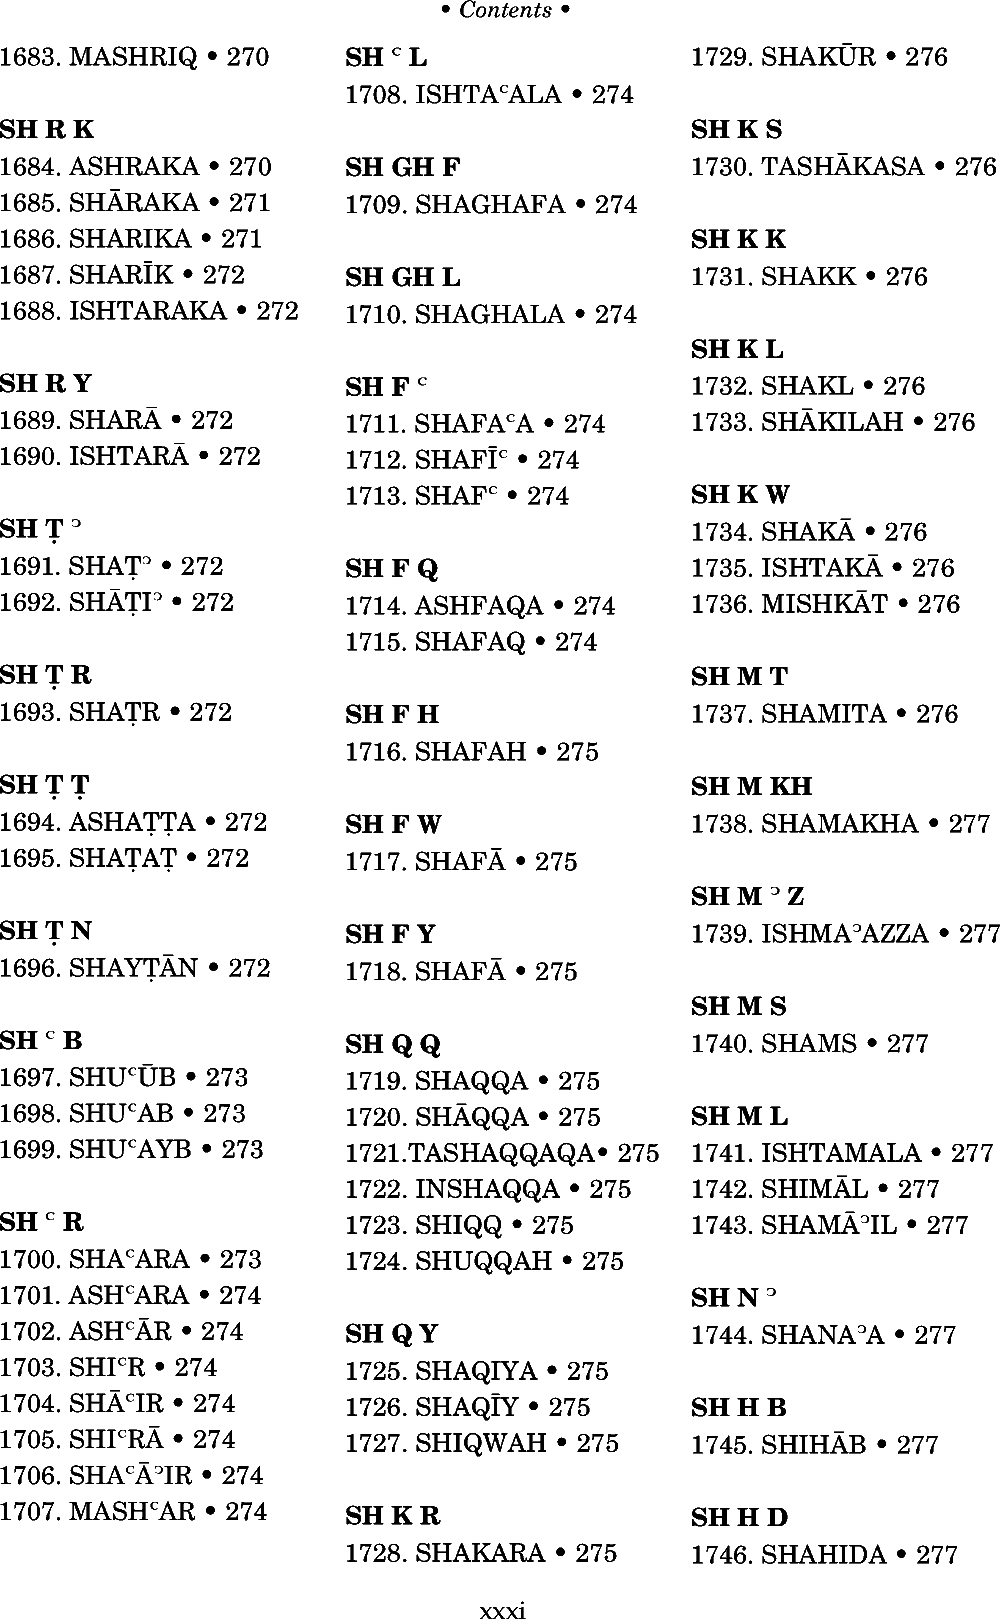 • Contents •
1683. MASHRIQ • 270
SH R K
1684. ASHRAKA • 270
1685. SHĀRAKA • 271
1686. SHARIKA • 271
1687. SHARĪK • 272
1688. ISHTARAKA • 272
SH R Y
1689. SHARĀ • 272
1690. ISHTARĀ • 272
SH Ṭ ᵓ
1691. SHAṬᵓ • 272
1692. SHĀṬIᵓ • 272
SH Ṭ R
1693. SHAṬR • 272
SH Ṭ Ṭ
1694. ASHAṬṬA • 272
1695. SHAṬAṬ • 272
SH Ṭ N
1696. SHAYṬĀN • 272
SH ᶜ B
1697. SHUᶜŪB • 273
1698. SHUᶜAB • 273
1699. SHUᶜAYB • 273
SH ᶜ R
1700. SHAᶜARA • 273
1701. ASHᶜARA • 274
1702. ASHᶜĀR • 274
1703. SHIᶜR • 274
1704. SHĀᶜIR • 274
1705. SHIᶜRĀ • 274
1706. SHAᶜĀᵓIR • 274
1707. MASHᶜAR • 274
SH ᶜ L
1708. ISHTAᶜALA • 274
SH GH F
1709. SHAGHAFA • 274
SH GH L
1710. SHAGHALA • 274
SH F ᶜ
1711. SHAFAᶜA • 274
1712. SHAFĪᶜ • 274
1713. SHAFᶜ • 274
SH F Q
1714. ASHFAQA • 274
1715. SHAFAQ • 274
SH F H
1716. SHAFAH • 275
SH F W
1717. SHAFĀ • 275
SH F Y
1718. SHAFĀ • 275
SH Q Q
1719. SHAQQA • 275
1720. SHĀQQA • 275
1721.TASHAQQAQA• 275
1722. INSHAQQA • 275
1723. SHIQQ • 275
1724. SHUQQAH • 275
SH Q Y
1725. SHAQIYA • 275
1726. SHAQĪY • 275
1727. SHIQWAH • 275
SH K R
1728. SHAKARA • 275
1729. SHAKŪR • 276
SH K S
1730. TASHĀKASA • 276
SH K K
1731. SHAKK • 276
SH K L
1732. SHAKL • 276
1733. SHĀKILAH • 276
SH K W
1734. SHAKĀ • 276
1735. ISHTAKĀ • 276
1736. MISHKĀT • 276
SH M T
1737. SHAMITA • 276
SH M KH
1738. SHAMAKHA • 277
SH M ᵓ Z
1739. ISHMAᵓAZZA • 277
SH M S
1740. SHAMS • 277
SH M L
1741. ISHTAMALA • 277
1742. SHIMĀL • 277
1743. SHAMĀᵓIL • 277
SH N ᵓ
1744. SHANAᵓA • 277
SH H B
1745. SHIHĀB • 277
SH H D
1746. SHAHIDA • 277
xxxi